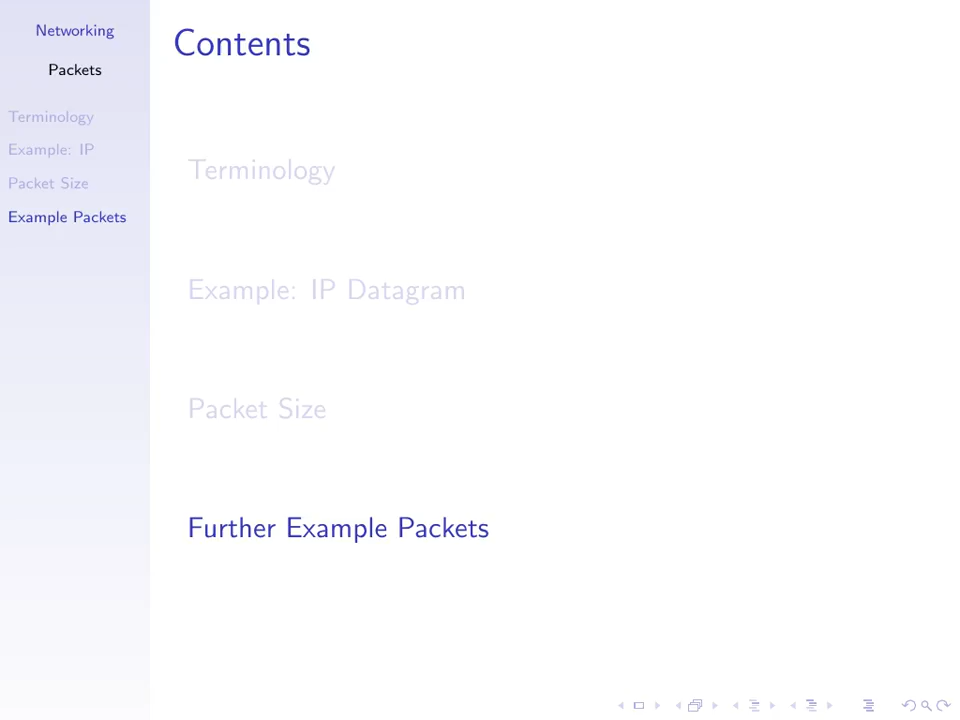 Networking
Packets
Terminology
Example: IP
Packet Size
Example Packets
Contents
Terminology
Example: IP Datagram
Packet Size
Further Example Packets